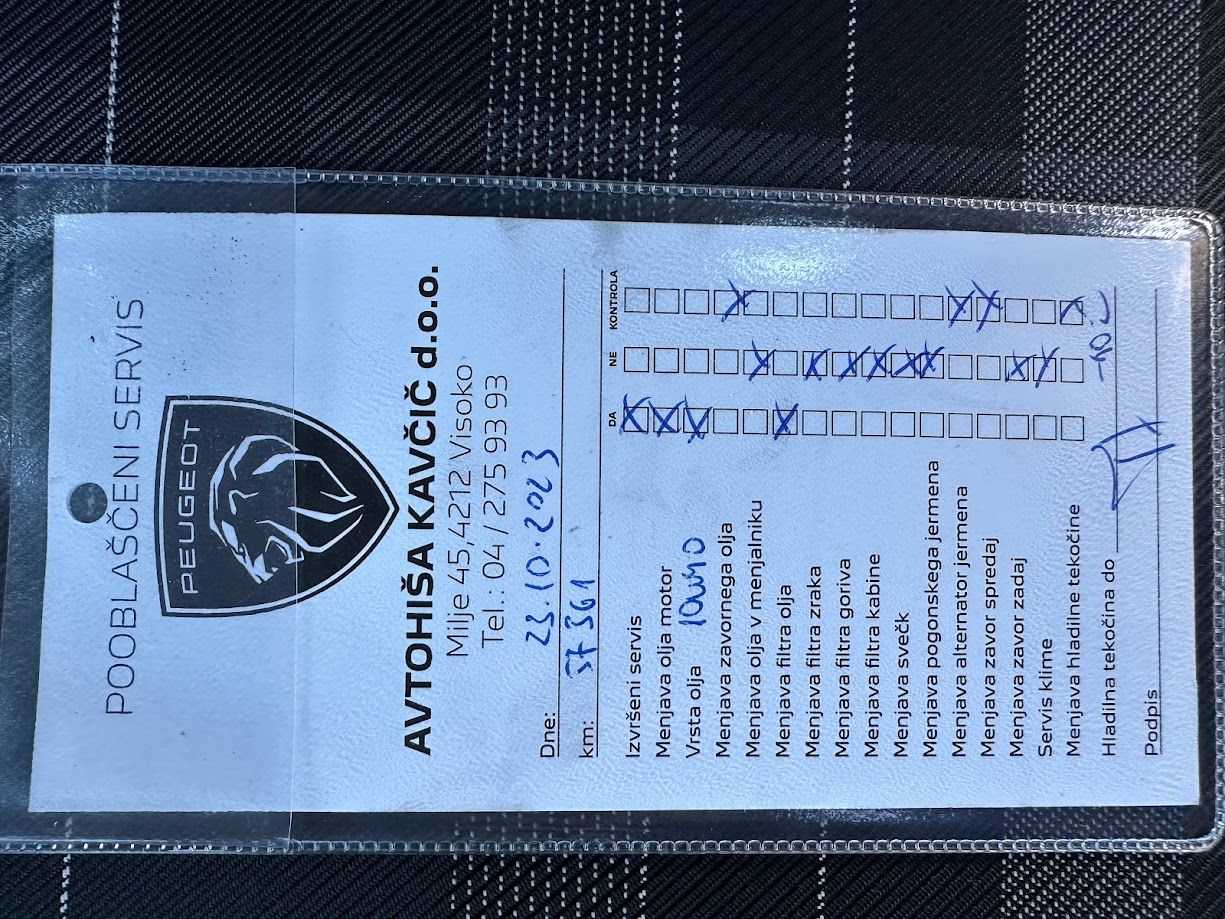 POOBLAŠČENI SERVIS
PEUGEOT
AVTOHIŠA KAVČIČ d.o.o.
Milje 45, 4212 Visoko
Tel.: 04 / 275 93 93
Dne: 23.10.2023
km: 57 361
DA NE KONTROLA
Izvršeni servis
Menjava olja motor
Vrsta olja 10W40
Menjava zavornega olja
Menjava olja v menjalniku
Menjava filtra olja
Menjava filtra zraka
Menjava filtra goriva
Menjava filtra kabine
Menjava svečk
Menjava pogonskega jermena
Menjava alternator jermena
Menjava zavor spredaj
Menjava zavor zadaj
Servis klime
Menjava hladilne tekočine
Hladilna tekočina do -40°C
Podpis